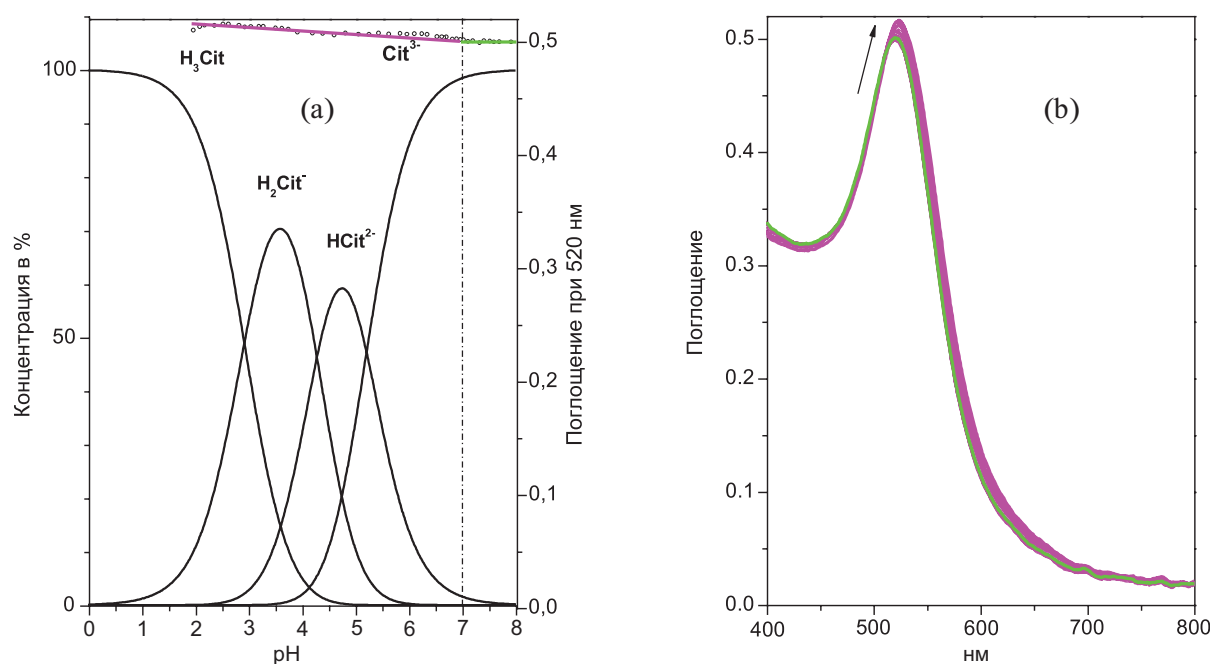 (a)
H₃Cit
Cit³⁻
H₂Cit⁻
HCit²⁻
Концентрация в %
100
50
0
0 1 2 3 4 5 6 7 8
pH
0,5
0,4
0,3
0,2
0,1
0,0
Поглощение при 520 нм
(b)
Поглощение
0.5
0.4
0.3
0.2
0.1
0.0
400 500 600 700 800
нм